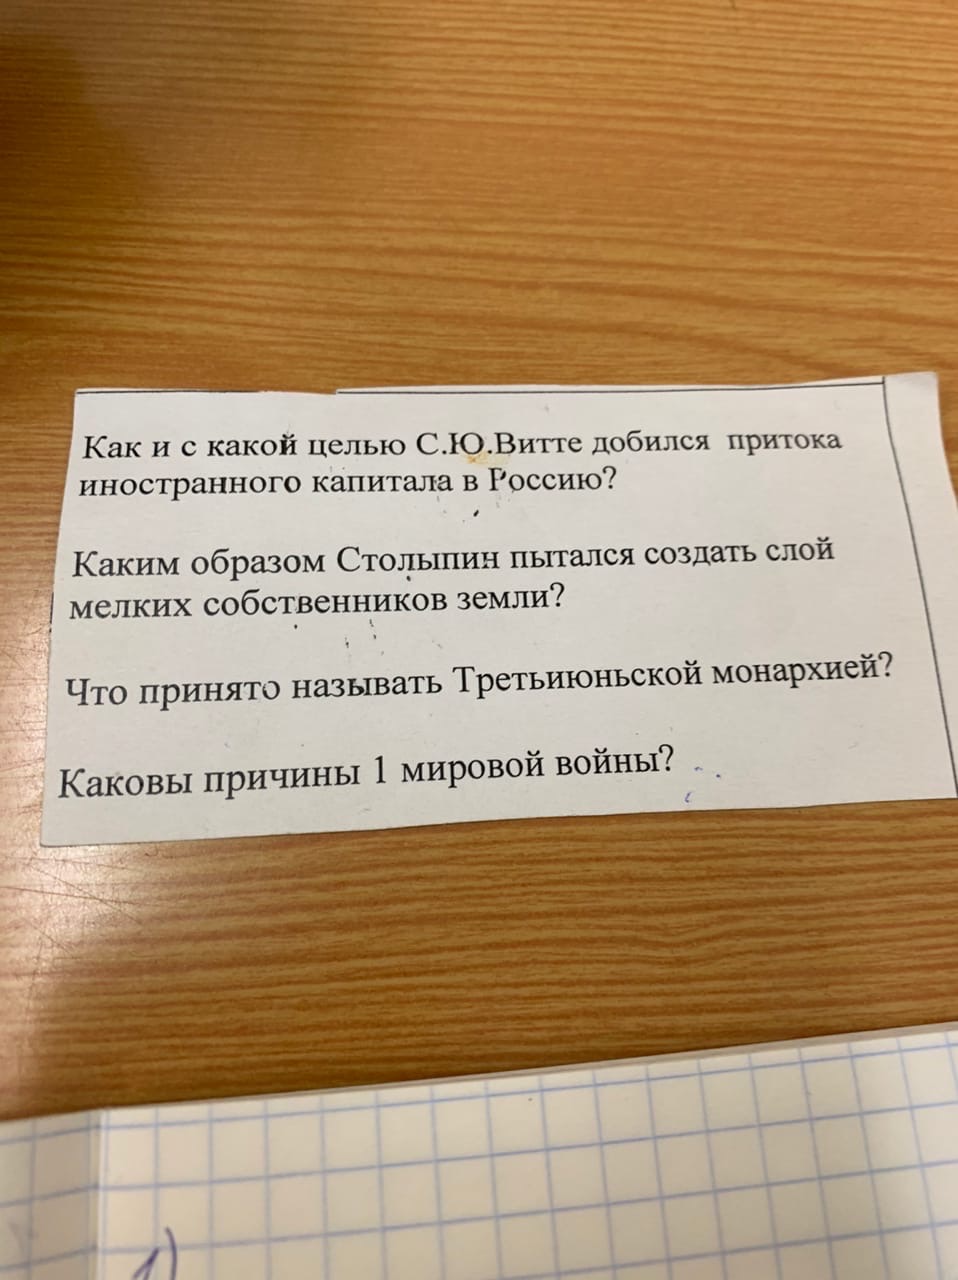 Как и с какой целью С.Ю.Витте добился притока
иностранного капитала в Россию?
Каким образом Столыпин пытался создать слой
мелких собственников земли?
Что принято называть Третьиюньской монархией?
Каковы причины 1 мировой войны?
1)